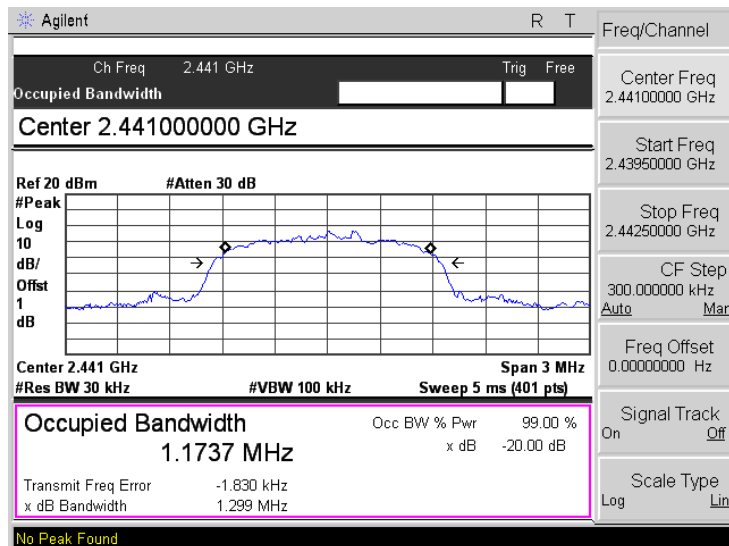 Agilent R T
Ch Freq 2.441 GHz Trig Free
Occupied Bandwidth
Center 2.441000000 GHz
Ref 20 dBm #Atten 30 dB
#Peak
Log
10
dB/
Offst
1
dB
Center 2.441 GHz Span 3 MHz
#Res BW 30 kHz #VBW 100 kHz Sweep 5 ms (401 pts)
Occupied Bandwidth
1.1737 MHz
Occ BW % Pwr 99.00 %
x dB -20.00 dB
Transmit Freq Error -1.830 kHz
x dB Bandwidth 1.299 MHz
No Peak Found
Freq/Channel
Center Freq
2.44100000 GHz
Start Freq
2.43950000 GHz
Stop Freq
2.44250000 GHz
CF Step
300.000000 kHz
Auto Man
Freq Offset
0.00000000 Hz
Signal Track
On Off
Scale Type
Log Lin